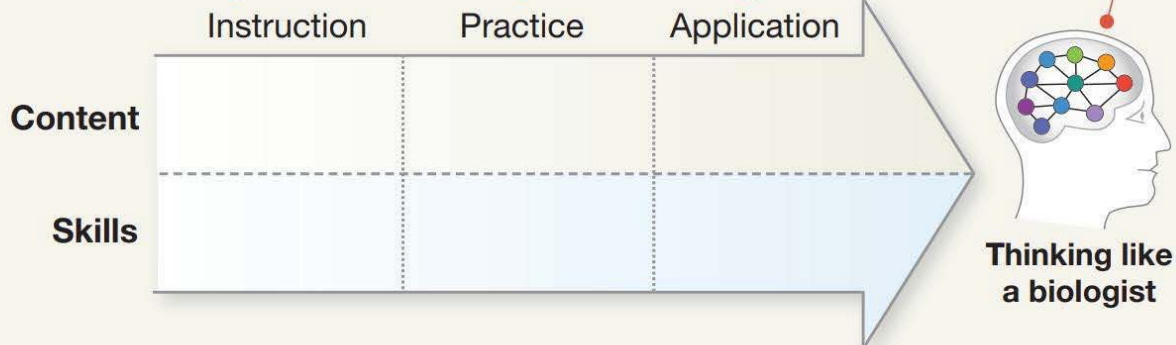 Instruction Practice Application
Content
Skills
Thinking like
a biologist